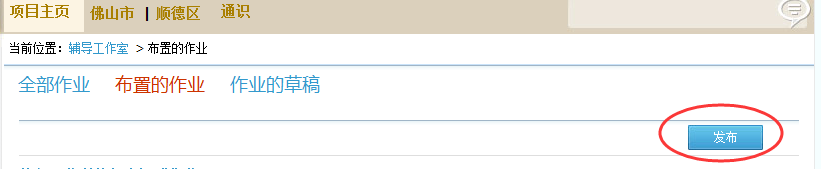 项目主页 佛山市 | 顺德区 通识
当前位置：辅导工作室 > 布置的作业
全部作业 布置的作业 作业的草稿
发布